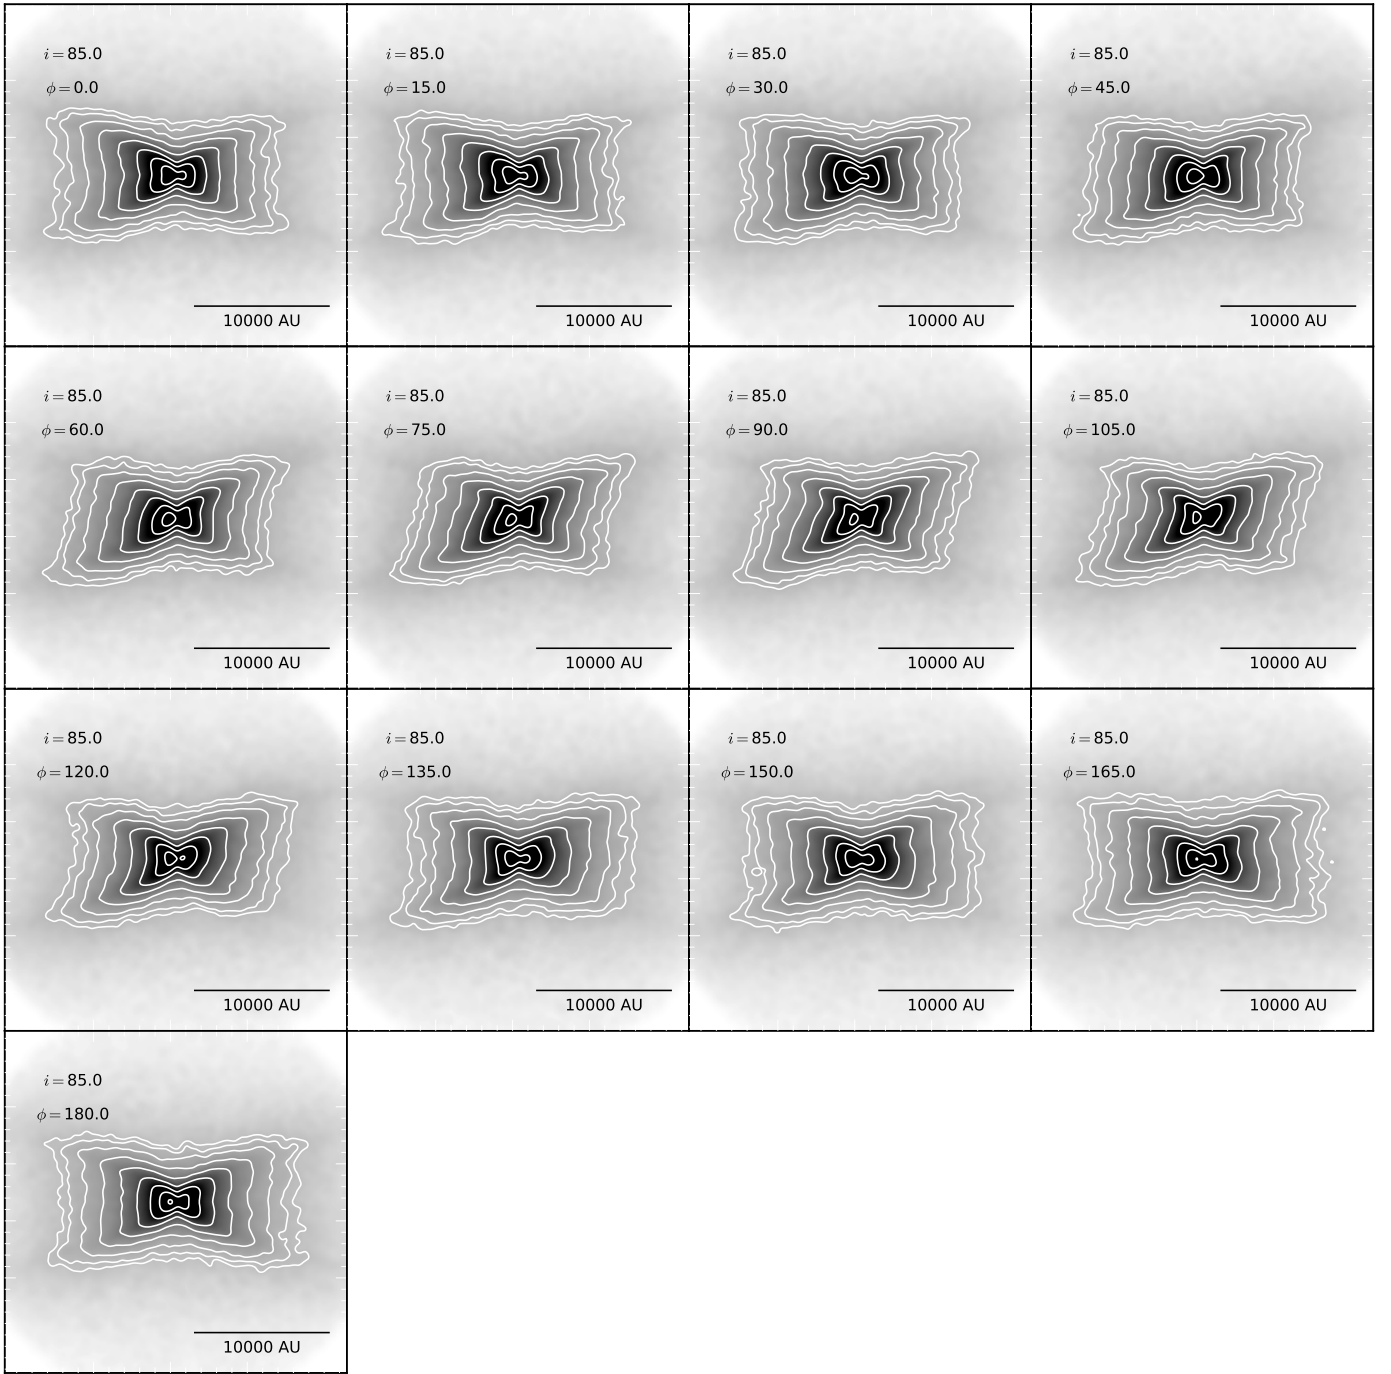 i = 85.0
ϕ = 0.0
10000 AU
i = 85.0
ϕ = 15.0
10000 AU
i = 85.0
ϕ = 30.0
10000 AU
i = 85.0
ϕ = 45.0
10000 AU
i = 85.0
ϕ = 60.0
10000 AU
i = 85.0
ϕ = 75.0
10000 AU
i = 85.0
ϕ = 90.0
10000 AU
i = 85.0
ϕ = 105.0
10000 AU
i = 85.0
ϕ = 120.0
10000 AU
i = 85.0
ϕ = 135.0
10000 AU
i = 85.0
ϕ = 150.0
10000 AU
i = 85.0
ϕ = 165.0
10000 AU
i = 85.0
ϕ = 180.0
10000 AU